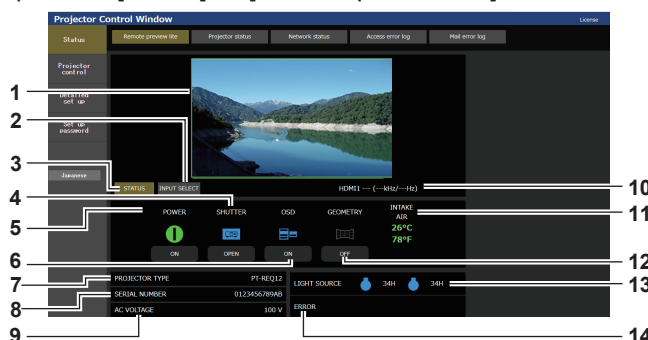 Projector Control Window
License
Status
Remote preview lite
Projector status
Network status
Access error log
Mail error log
Projector
control
Detailed
set up
Set up
password
Japanese
1
2
3
4
5
6
7
8
9
STATUS
INPUT SELECT
HDMI1 --- (---kHz/---Hz)
10
POWER
SHUTTER
OSD
GEOMETRY
INTAKE
AIR
26°C
78°F
11
ON
OPEN
ON
OFF
12
PROJECTOR TYPE
PT-REQ12
LIGHT SOURCE
34H
34H
13
SERIAL NUMBER
0123456789AB
AC VOLTAGE
100 V
ERROR
14